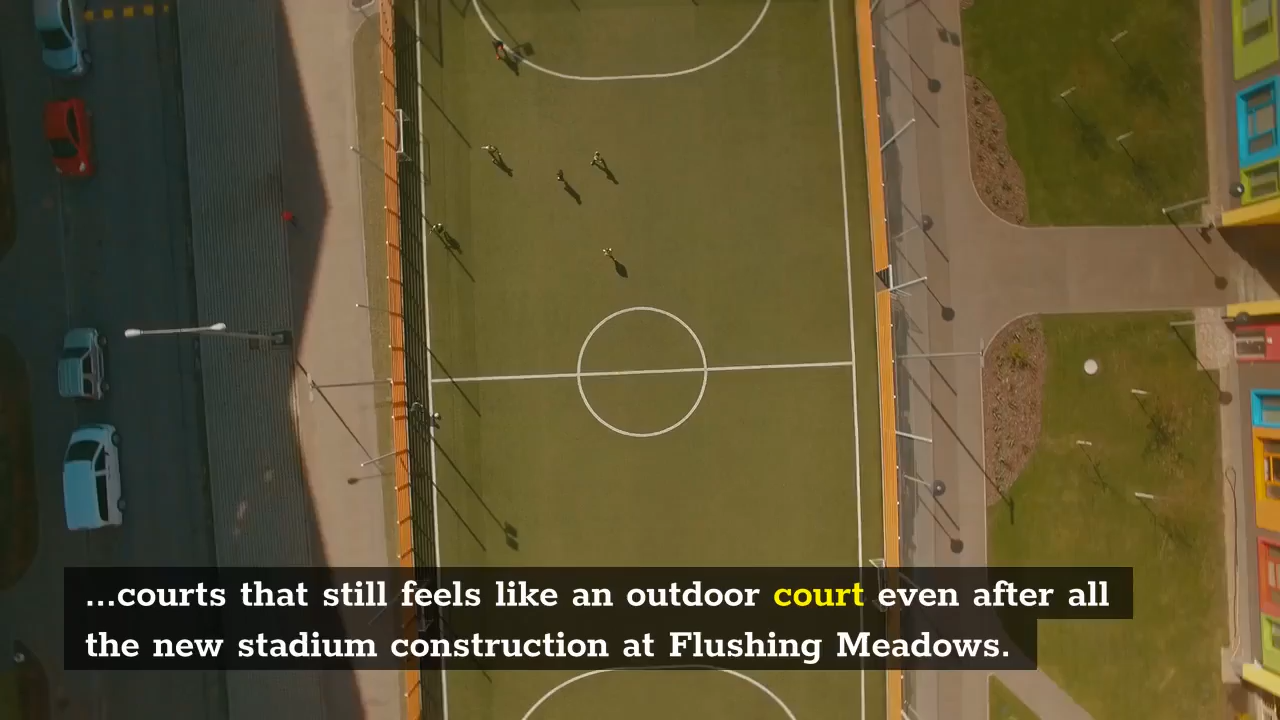 ...courts that still feels like an outdoor court even after all
the new stadium construction at Flushing Meadows.